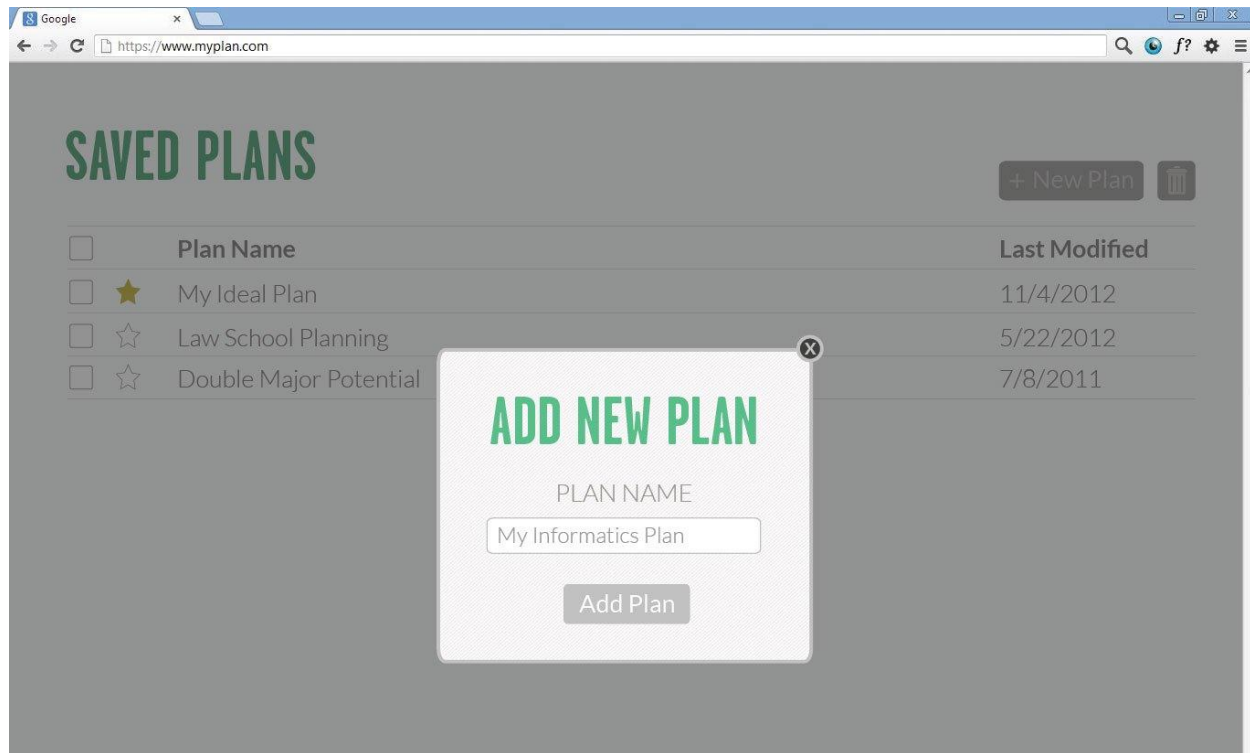 Google
https://www.myplan.com
f?
SAVED PLANS
+ New Plan
Plan Name Last Modified
My Ideal Plan 11/4/2012
Law School Planning 5/22/2012
Double Major Potential 7/8/2011
X
ADD NEW PLAN
PLAN NAME
My Informatics Plan
Add Plan